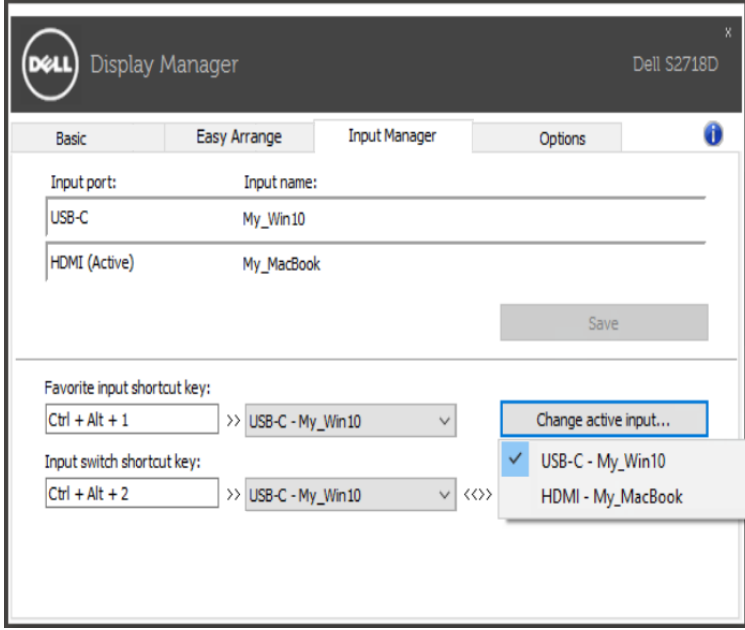 x
DELL Display Manager Dell S2718D
Basic Easy Arrange Input Manager Options i
Input port: Input name:
USB-C My_Win10
HDMI (Active) My_MacBook
Save
Favorite input shortcut key:
Ctrl + Alt + 1 >> USB-C - My_Win10 Change active input...
USB-C - My_Win10
Input switch shortcut key:
HDMI - My_MacBook
Ctrl + Alt + 2 >> USB-C - My_Win10 <<>>